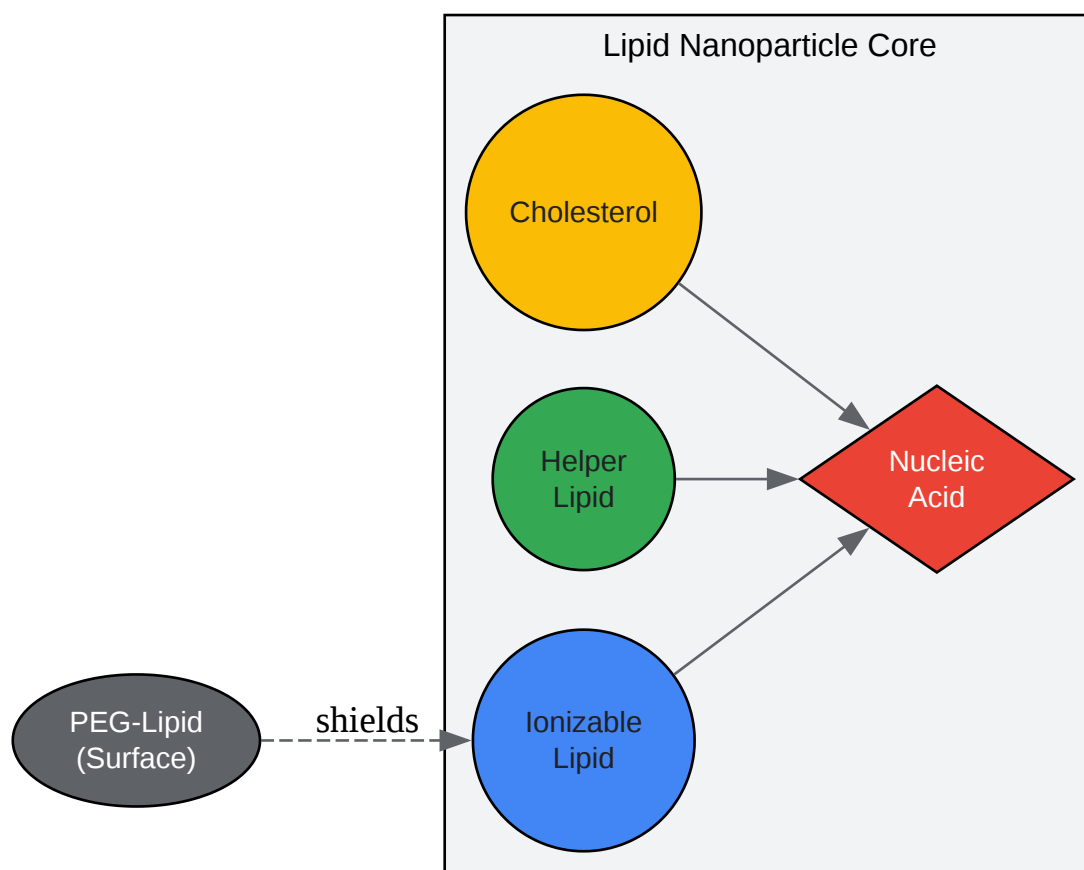 Lipid Nanoparticle Core
Cholesterol
Helper
Lipid
Nucleic
Acid
PEG-Lipid
(Surface)
shields
Ionizable
Lipid